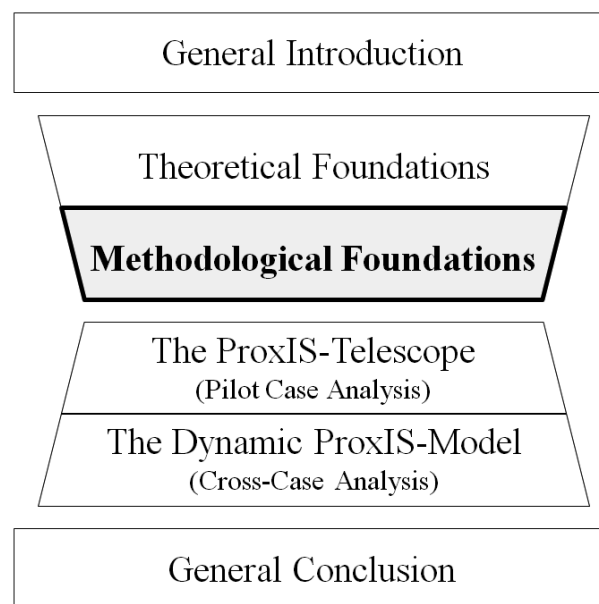 General Introduction
Theoretical Foundations
Methodological Foundations
The ProxIS-Telescope
(Pilot Case Analysis)
The Dynamic ProxIS-Model
(Cross-Case Analysis)
General Conclusion